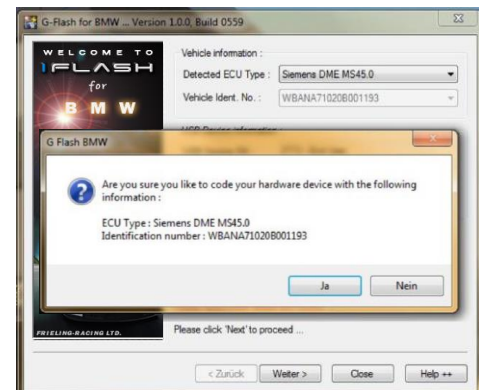 G-Flash for BMW ... Version 1.0.0, Build 0559
WELCOME TO
IFLASH
for
BMW
Vehicle information :
Detected ECU Type : Siemens DME MS45.0
Vehicle Ident. No. : WBANA71020B001193
G Flash BMW
Are you sure you like to code your hardware device with the following
information :
ECU Type : Siemens DME MS45.0
Identification number : WBANA71020B001193
Ja Nein
FRIELING-RACING LTD.
Please click 'Next' to proceed ...
< Zurück Weiter > Close Help ++